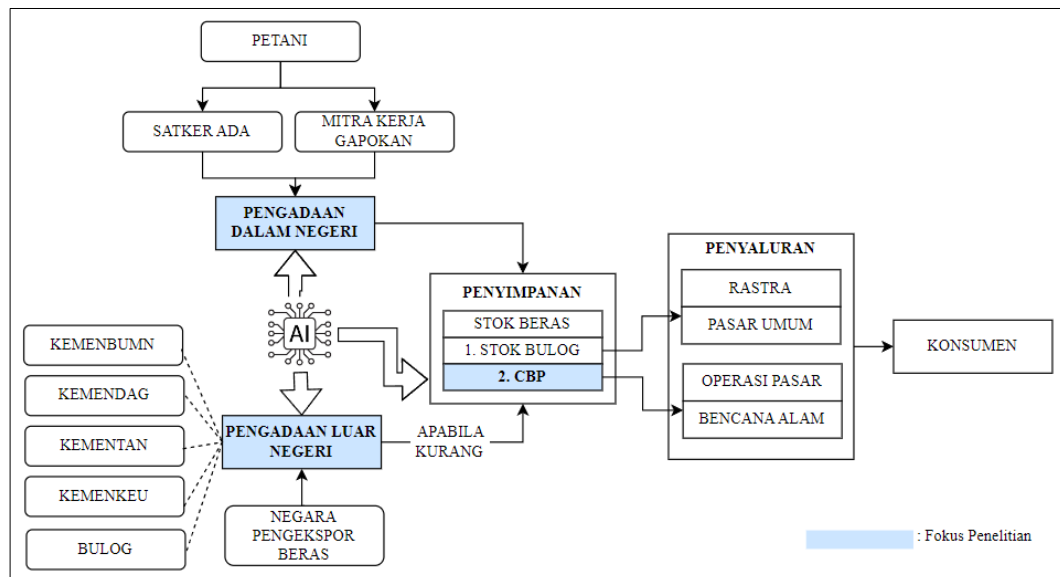 PETANI
SATKER ADA
MITRA KERJA
GAPOKAN
PENGADAAN
DALAM NEGERI
AI
KEMENBUMN
KEMENDAG
KEMENTAN
KEMENKEU
BULOG
PENGADAAN LUAR
NEGERI
NEGARA
PENGEKSPOR
BERAS
APABILA
KURANG
PENYIMPANAN
STOK BERAS
1. STOK BULOG
2. CBP
PENYALURAN
RASTRA
PASAR UMUM
OPERASI PASAR
BENCANA ALAM
KONSUMEN
: Fokus Penelitian